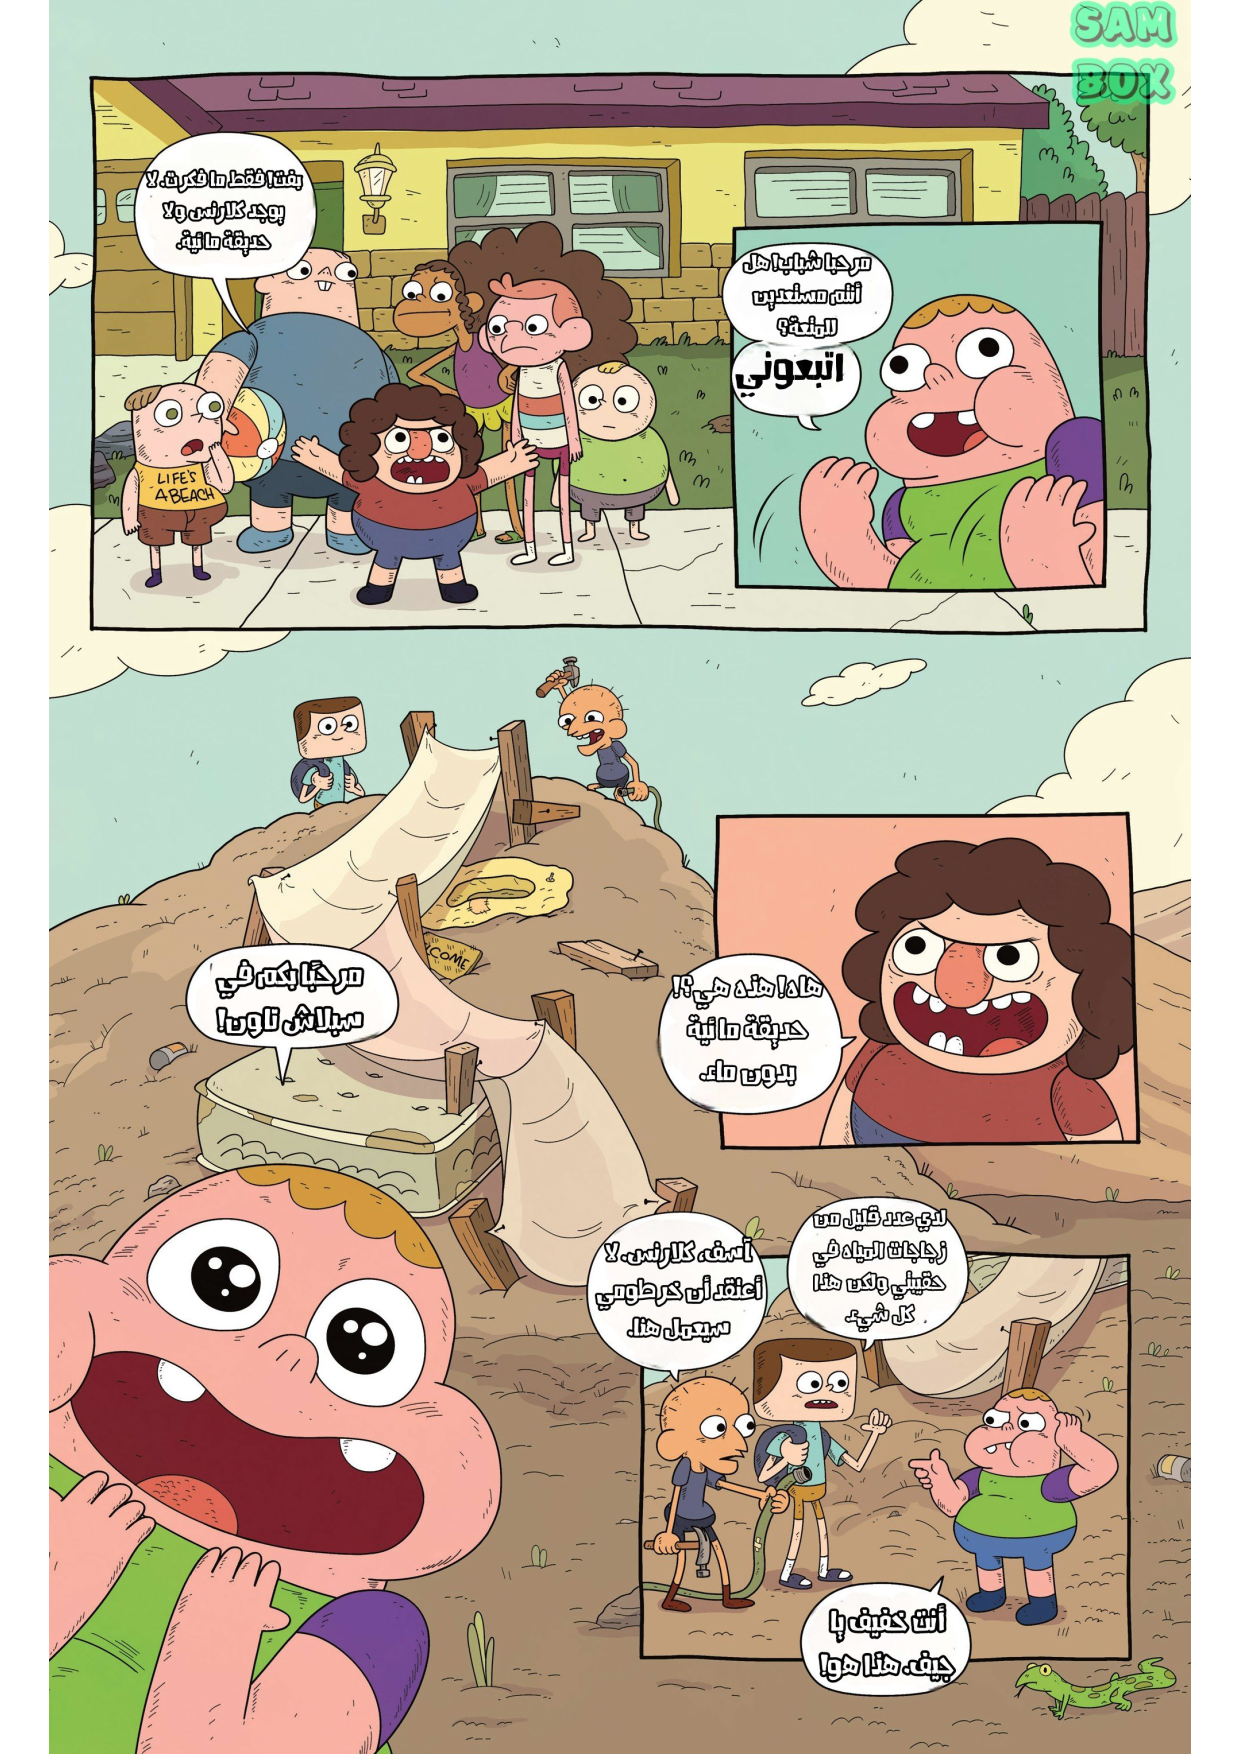 SAM
BOX
بفت! فقط ما فكرت. لا
يوجد كلارنس ولا
حديقة مائية.
LIFE'S
A BEACH
مرحبا شباب! هل
أنتم مستعدين
للمتعة؟
اتبعوني
COME
مرحبًا بكم في
سبلاش تاون!
هاه! هذه هي؟!
حديقة مائية
بدون ماء.
آسف، كلارنس. لا
أعتقد أن خرطومي
سيعمل هنا.
لدي عدد قليل من
زجاجات المياه في
حقيبتي ولكن هذا
كل شيء.
أنت خفيف يا
جيف. هذا هو!